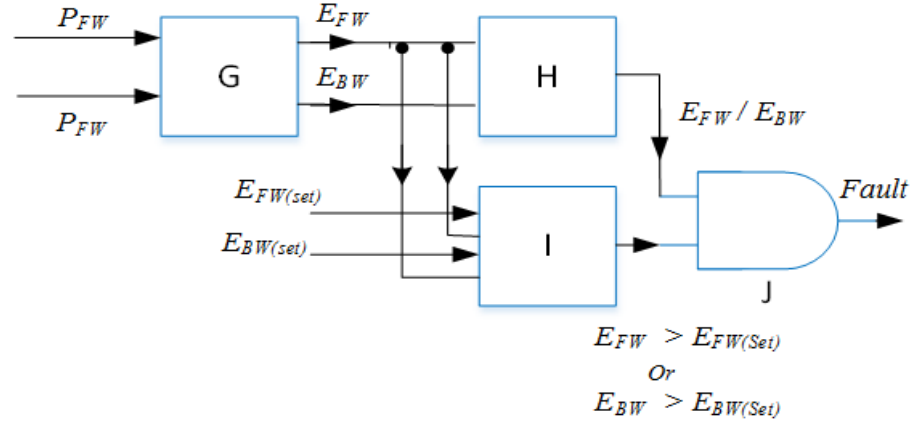 P_FW
E_FW
G
H
E_BW
P_FW
E_FW / E_BW
E_FW(set)
Fault
E_BW(set)
I
J
E_FW > E_FW(Set)
Or
E_BW > E_BW(Set)